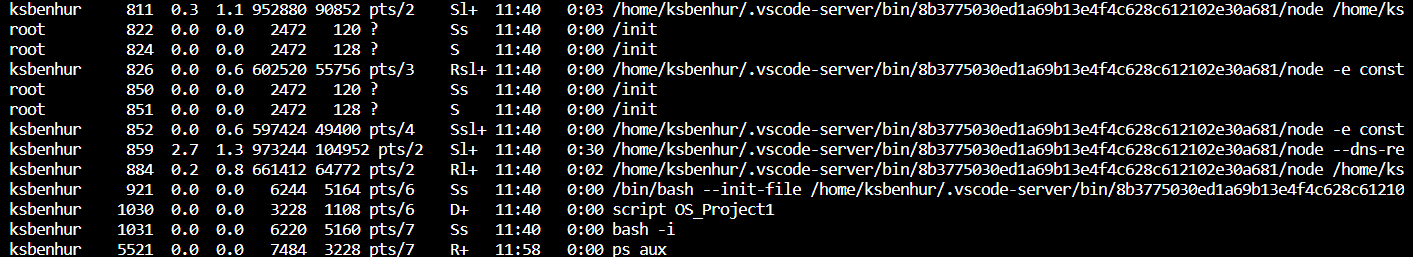 ksbenhur     811  0.3  1.1 952880 90852 pts/2    Sl+  11:40   0:03 /home/ksbenhur/.vscode-server/bin/8b3775030ed1a69b13e4f4c628c612102e30a681/node /home/ks
root         822  0.0  0.0   2472   120 ?        Ss   11:40   0:00 /init
root         824  0.0  0.0   2472   128 ?        S    11:40   0:00 /init
ksbenhur     826  0.0  0.6 602520 55756 pts/3    Rsl+ 11:40   0:00 /home/ksbenhur/.vscode-server/bin/8b3775030ed1a69b13e4f4c628c612102e30a681/node -e const
root         850  0.0  0.0   2472   120 ?        Ss   11:40   0:00 /init
root         851  0.0  0.0   2472   128 ?        S    11:40   0:00 /init
ksbenhur     852  0.0  0.6 597424 49400 pts/4    Ssl+ 11:40   0:00 /home/ksbenhur/.vscode-server/bin/8b3775030ed1a69b13e4f4c628c612102e30a681/node -e const
ksbenhur     859  2.7  1.3 973244 104952 pts/2   Sl+  11:40   0:30 /home/ksbenhur/.vscode-server/bin/8b3775030ed1a69b13e4f4c628c612102e30a681/node --dns-re
ksbenhur     884  0.2  0.8 661412 64772 pts/2    Rl+  11:40   0:02 /home/ksbenhur/.vscode-server/bin/8b3775030ed1a69b13e4f4c628c612102e30a681/node /home/ks
ksbenhur     921  0.0  0.0   6244  5164 pts/6    Ss   11:40   0:00 /bin/bash --init-file /home/ksbenhur/.vscode-server/bin/8b3775030ed1a69b13e4f4c628c61210
ksbenhur    1030  0.0  0.0   3228  1108 pts/6    D+   11:40   0:00 script OS_Project1
ksbenhur    1031  0.0  0.0   6220  5160 pts/7    Ss   11:40   0:00 bash -i
ksbenhur    5521  0.0  0.0   7484  3228 pts/7    R+   11:58   0:00 ps aux